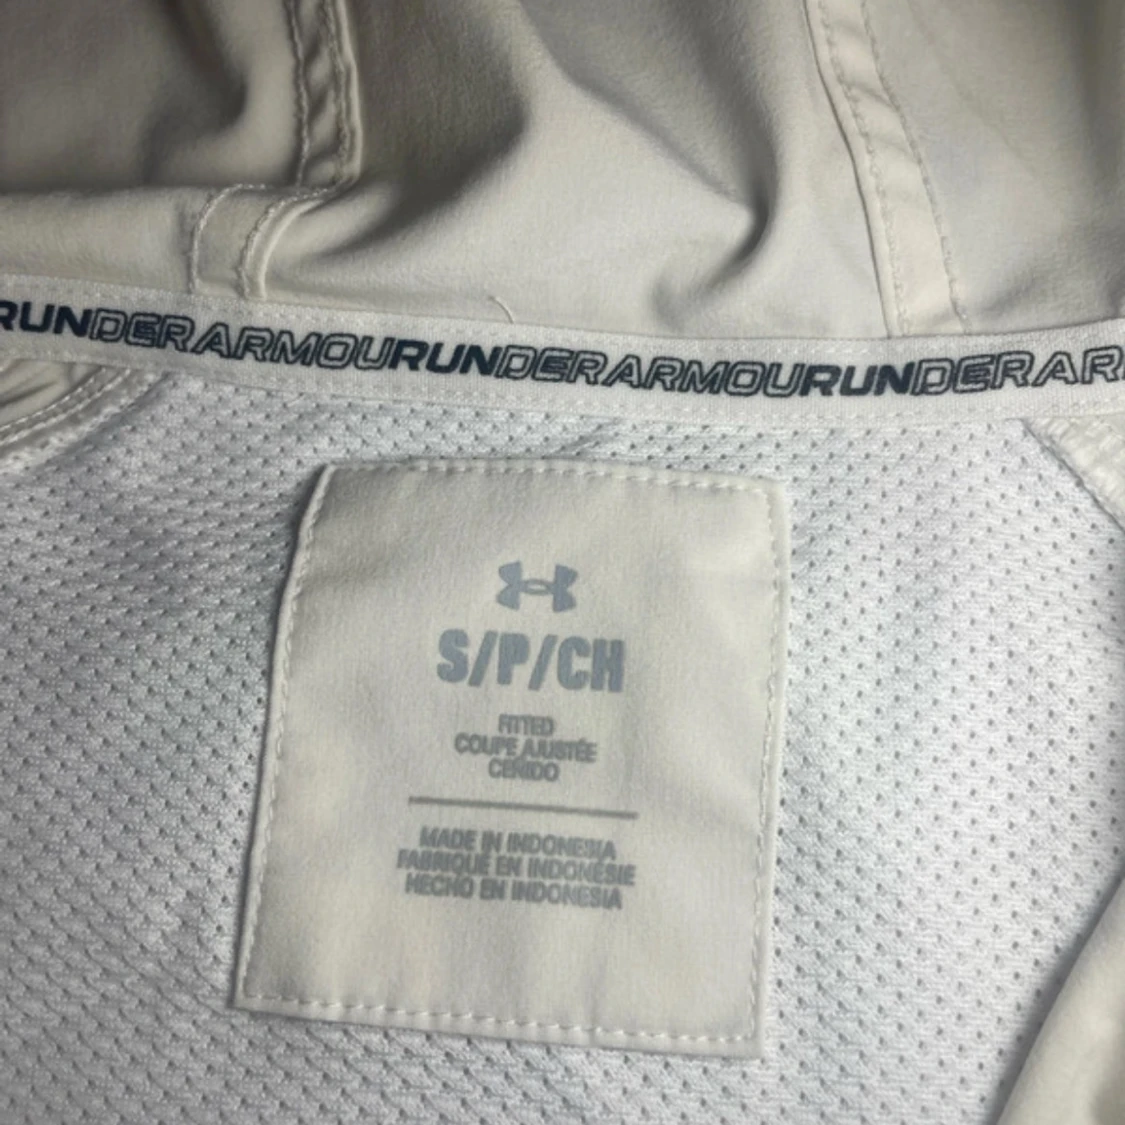 RUNDERARMOURUNDERARMOURUNDERAR
S/P/CH
FITTED
COUPE AJUSTÉE
CEÑIDO
MADE IN INDONESIA
FABRIQUÉ EN INDONÉSIE
HECHO EN INDONESIA